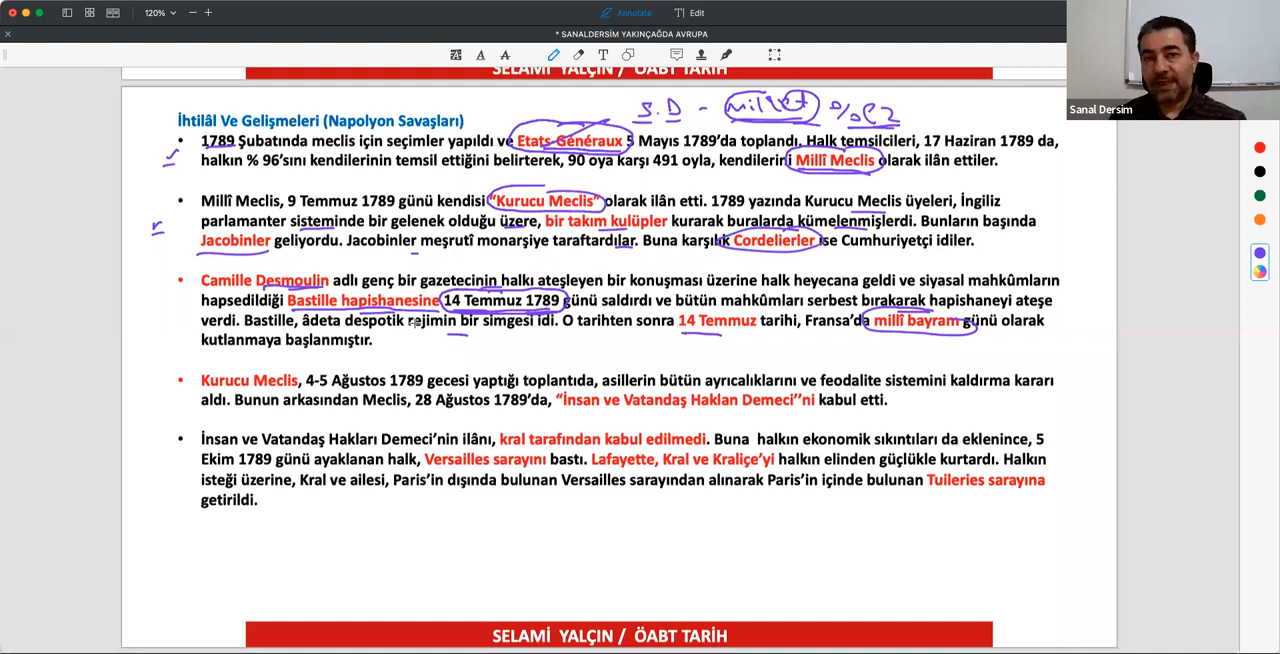 120%
Annotate
Edit
* SANALDERSİM YAKINÇAĞDA AVRUPA
SELAMİ YALÇIN / ÖABT TARİH
Sanal Dersim
S.D - Millet
İhtilâl Ve Gelişmeleri (Napolyon Savaşları)
• 1789 Şubatında meclis için seçimler yapıldı ve Etats Généraux 5 Mayıs 1789'da toplandı. Halk temsilcileri, 17 Haziran 1789 da,
halkın % 96'sını kendilerinin temsil ettiğini belirterek, 90 oya karşı 491 oyla, kendilerini Millî Meclis olarak ilân ettiler.
• Millî Meclis, 9 Temmuz 1789 günü kendisi "Kurucu Meclis" olarak ilân etti. 1789 yazında Kurucu Meclis üyeleri, İngiliz
parlamanter sisteminde bir gelenek olduğu üzere, bir takım kulüpler kurarak buralarda kümelenmişlerdi. Bunların başında
Jacobinler geliyordu. Jacobinler meşrutî monarşiye taraftardılar. Buna karşılık Cordelierler ise Cumhuriyetçi idiler.
• Camille Desmoulin adlı genç bir gazetecinin halkı ateşleyen bir konuşması üzerine halk heyecana geldi ve siyasal mahkûmların
hapsedildiği Bastille hapishanesine 14 Temmuz 1789 günü saldırdı ve bütün mahkûmları serbest bırakarak hapishaneyi ateşe
verdi. Bastille, âdeta despotik rejimin bir simgesi idi. O tarihten sonra 14 Temmuz tarihi, Fransa'da millî bayram günü olarak
kutlanmaya başlanmıştır.
• Kurucu Meclis, 4-5 Ağustos 1789 gecesi yaptığı toplantıda, asillerin bütün ayrıcalıklarını ve feodalite sistemini kaldırma kararı
aldı. Bunun arkasından Meclis, 28 Ağustos 1789'da, "İnsan ve Vatandaş Haklan Demeci''ni kabul etti.
• İnsan ve Vatandaş Hakları Demeci'nin ilânı, kral tarafından kabul edilmedi. Buna halkın ekonomik sıkıntıları da eklenince, 5
Ekim 1789 günü ayaklanan halk, Versailles sarayını bastı. Lafayette, Kral ve Kraliçe'yi halkın elinden güçlükle kurtardı. Halkın
isteği üzerine, Kral ve ailesi, Paris'in dışında bulunan Versailles sarayından alınarak Paris'in içinde bulunan Tuileries sarayına
getirildi.
SELAMİ YALÇIN / ÖABT TARİH